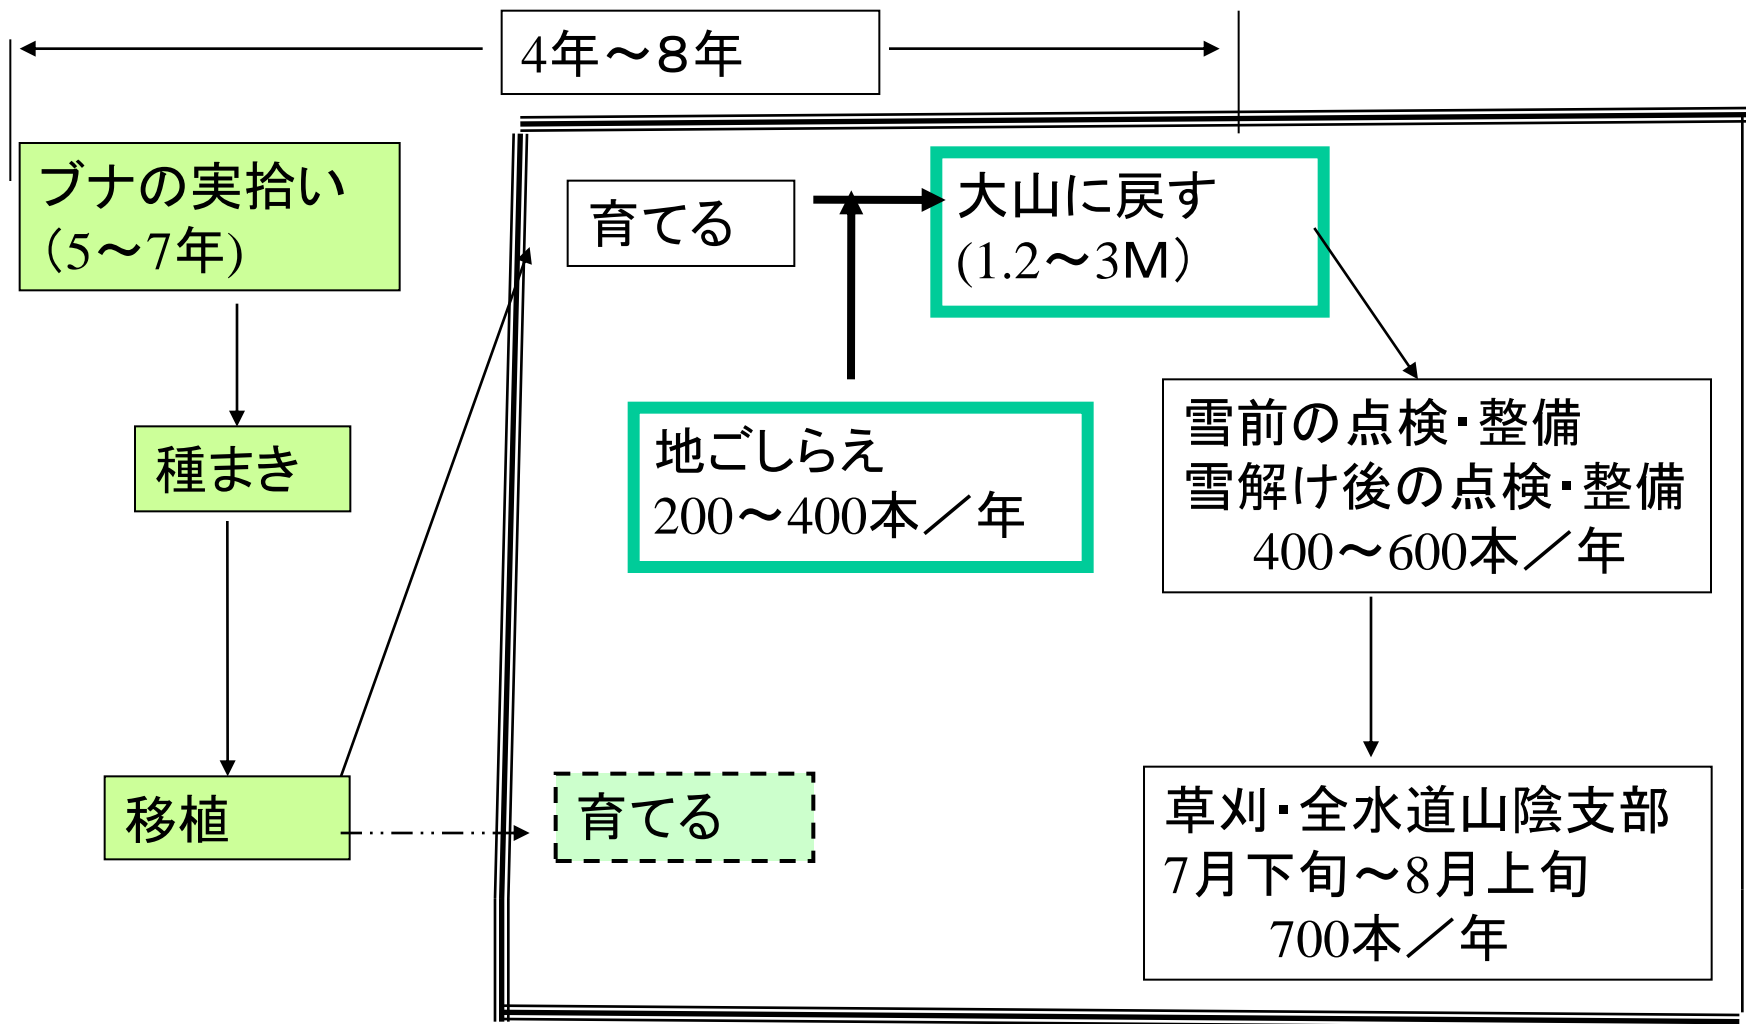 4年～８年
ブナの実拾い
（5～7年)
育てる
大山に戻す
(1.2～3Ｍ）
種まき
地ごしらえ
200～400本／年
雪前の点検・整備
雪解け後の点検・整備
400～600本／年
移植
育てる
草刈・全水道山陰支部
7月下旬～8月上旬
700本／年